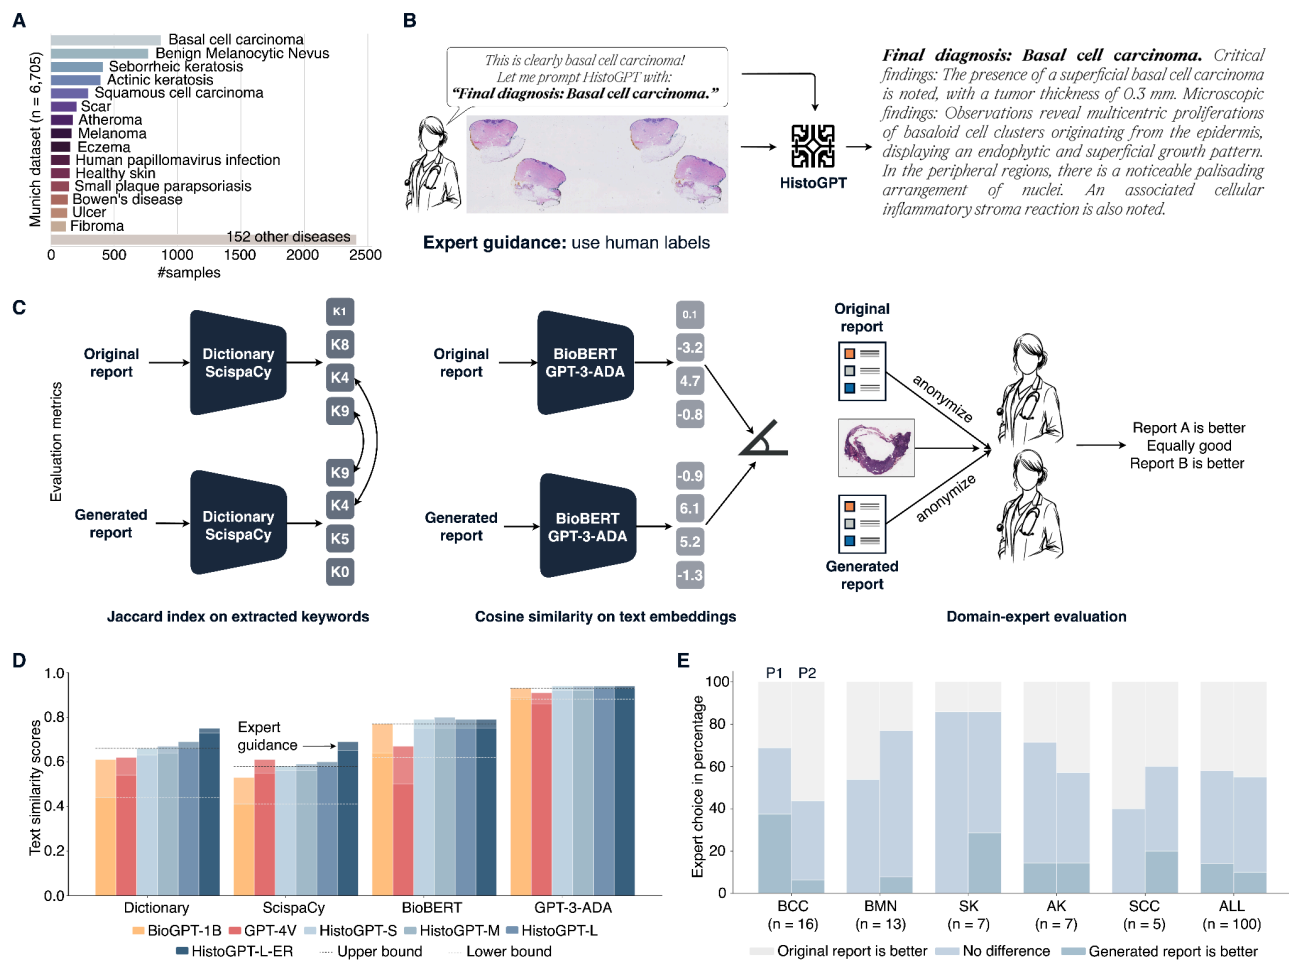 A
Munich dataset (n = 6,705)
Basal cell carcinoma
Benign Melanocytic Nevus
Seborrheic keratosis
Actinic keratosis
Squamous cell carcinoma
Scar
Atheroma
Melanoma
Eczema
Human papillomavirus infection
Healthy skin
Small plaque parapsoriasis
Bowen's disease
Ulcer
Fibroma
152 other diseases
0 500 1000 1500 2000 2500
#samples
B
This is clearly basal cell carcinoma!
Let me prompt HistoGPT with:
“Final diagnosis: Basal cell carcinoma.”
Expert guidance: use human labels
HistoGPT
Final diagnosis: Basal cell carcinoma. Critical
findings: The presence of a superficial basal cell carcinoma
is noted, with a tumor thickness of 0.3 mm. Microscopic
findings: Observations reveal multicentric proliferations
of basaloid cell clusters originating from the epidermis,
displaying an endophytic and superficial growth pattern.
In the peripheral regions, there is a noticeable palisading
arrangement of nuclei. An associated cellular
inflammatory stroma reaction is also noted.
C
Evaluation metrics
Original
report
Dictionary
ScispaCy
K1
K8
K4
K9
Generated
report
Dictionary
ScispaCy
K9
K4
K5
K0
Jaccard index on extracted keywords
Original
report
BioBERT
GPT-3-ADA
0.1
-3.2
4.7
-0.8
Generated
report
BioBERT
GPT-3-ADA
-0.9
6.1
5.2
-1.3
Cosine similarity on text embeddings
Original
report
anonymize
anonymize
Generated
report
Report A is better
Equally good
Report B is better
Domain-expert evaluation
D
Text similarity scores
1.0
0.8
0.6
0.4
0.2
0.0
Expert
guidance
Dictionary ScispaCy BioBERT GPT-3-ADA
BioGPT-1B GPT-4V HistoGPT-S HistoGPT-M HistoGPT-L
HistoGPT-L-ER Upper bound Lower bound
E
Expert choice in percentage
100
80
60
40
20
0
P1 P2
BCC BMN SK AK SCC ALL
(n = 16) (n = 13) (n = 7) (n = 7) (n = 5) (n = 100)
Original report is better No difference Generated report is better